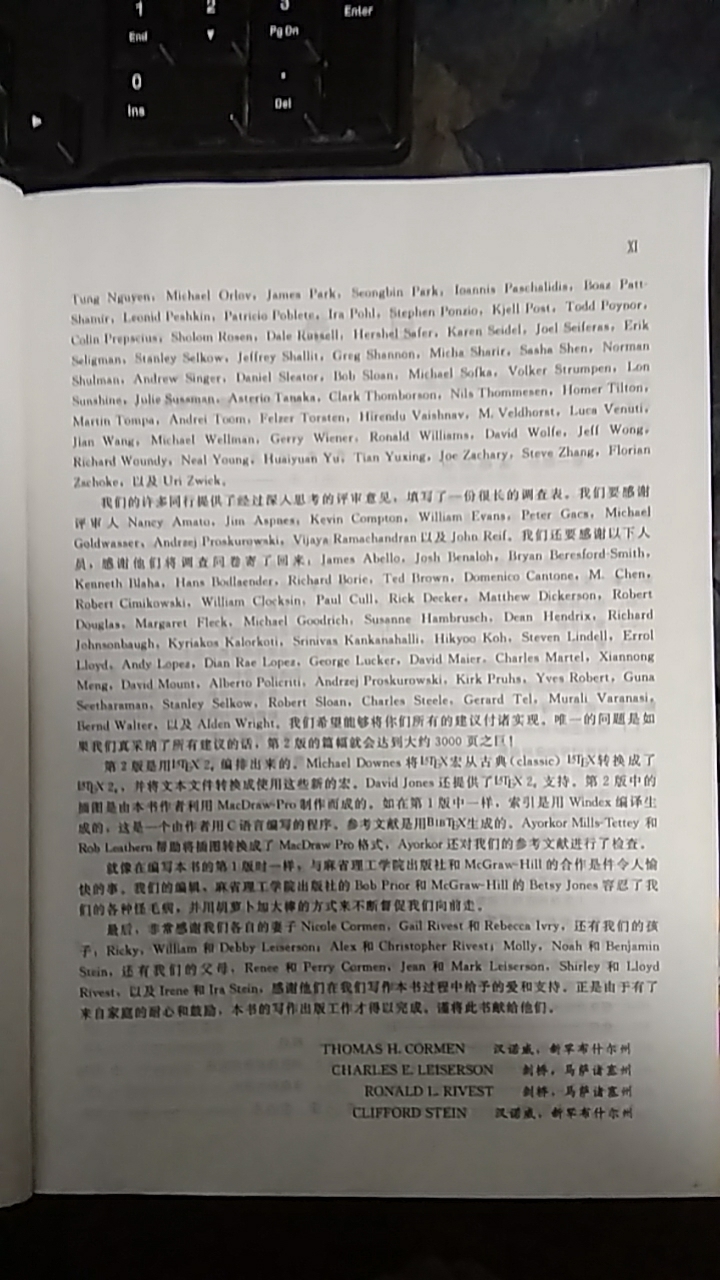 1
End
2
▼
3
Pg Dn
Enter
0
Ins
.
Del
XI
Tung Nguyen, Michael Orlov, James Park, Seongbin Park, Ioannis Paschalidis, Boaz Patt-
Shamir, Leonid Peshkin, Patricio Poblete, Ira Pohl, Stephen Ponzio, Kjell Post, Todd Poynor,
Colin Prepscius, Sholom Rosen, Dale Russell, Hershel Safer, Karen Seidel, Joel Seiferas, Erik
Seligman, Stanley Selkow, Jeffrey Shallit, Greg Shannon, Micha Sharir, Sasha Shen, Norman
Shulman, Andrew Singer, Daniel Sleator, Bob Sloan, Michael Sofka, Volker Strumpen, Lon
Sunshine, Julie Sussman, Asterio Tanaka, Clark Thomborson, Nils Thommesen, Homer Tilton,
Martin Tompa, Andrei Toom, Felzer Torsten, Hirendu Vaishnav, M. Veldhorst, Luca Venuti,
Jian Wang, Michael Wellman, Gerry Wiener, Ronald Williams, David Wolfe, Jeff Wong,
Richard Woundy, Neal Young, Huaiyuan Yu, Tian Yuxing, Joe Zachary, Steve Zhang, Florian
Zschoke, 以及 Uri Zwick。
我们的许多同行提供了经过深入思考的评审意见，填写了一份很长的调查表。我们要感谢
评审人 Nancy Amato, Jim Aspnes, Kevin Compton, William Evans, Peter Gacs, Michael
Goldwasser, Andrzej Proskurowski, Vijaya Ramachandran 以及 John Reif。我们还要感谢以下人
员，感谢他们将调查问卷寄了回来：James Abello, Josh Benaloh, Bryan Beresford-Smith,
Kenneth Blaha, Hans Bodlaender, Richard Borie, Ted Brown, Domenico Cantone, M. Chen,
Robert Cimikowski, William Clocksin, Paul Cull, Rick Decker, Matthew Dickerson, Robert
Douglas, Margaret Fleck, Michael Goodrich, Susanne Hambrusch, Dean Hendrix, Richard
Johnsonbaugh, Kyriakos Kalorkoti, Srinivas Kankanahalli, Hikyoo Koh, Steven Lindell, Errol
Lloyd, Andy Lopez, Dian Rae Lopez, George Lucker, David Maier, Charles Martel, Xiannong
Meng, David Mount, Alberto Policriti, Andrzej Proskurowski, Kirk Pruhs, Yves Robert, Guna
Seetharaman, Stanley Selkow, Robert Sloan, Charles Steele, Gerard Tel, Murali Varanasi,
Bernd Walter, 以及 Alden Wright。我们希望能够将你们所有的建议付诸实现。唯一的问题是如
果我们真采纳了所有建议的话，第 2 版的篇幅就会达到大约 3000 页之巨！
第 2 版是用 LATEX 2ε 编排出来的。Michael Downes 将 LATEX 宏从古典(classic) LATEX 转换成了
LATEX 2ε，并将文本文件转换成使用这些新的宏。David Jones 还提供了 LATEX 2ε 支持。第 2 版中的
插图是由本书作者利用 MacDraw Pro 制作而成的。如在第 1 版中一样，索引是用 Windex 编译生
成的，这是一个由作者用 C 语言编写的程序。参考文献是用 BIBTEX 生成的。Ayorkor Mills-Tettey 和
Rob Leathern 帮助将插图转换成了 MacDraw Pro 格式，Ayorkor 还对我们的参考文献进行了检查。
就像在编写本书的第 1 版时一样，与麻省理工学院出版社和 McGraw-Hill 的合作是件令人愉
快的事。我们的编辑，麻省理工学院出版社的 Bob Prior 和 McGraw-Hill 的 Betsy Jones 容忍了我
们的各种怪毛病，并用胡萝卜加大棒的方式来不断督促我们向前走。
最后，非常感谢我们各自的妻子 Nicole Cormen, Gail Rivest 和 Rebecca Ivry，还有我们的孩
子：Ricky, William 和 Debby Leiserson; Alex 和 Christopher Rivest; Molly, Noah 和 Benjamin
Stein，还有我们的父母，Renee 和 Perry Cormen, Jean 和 Mark Leiserson, Shirley 和 Lloyd
Rivest，以及 Irene 和 Ira Stein，感谢他们在我们写作本书过程中给予的爱和支持。正是由于有了
来自家庭的耐心和鼓励，本书的写作出版工作才得以完成。谨将此书献给他们。
THOMAS H. CORMEN 汉诺威，新罕布什尔州
CHARLES E. LEISERSON 剑桥，马萨诸塞州
RONALD L. RIVEST 剑桥，马萨诸塞州
CLIFFORD STEIN 汉诺威，新罕布什尔州